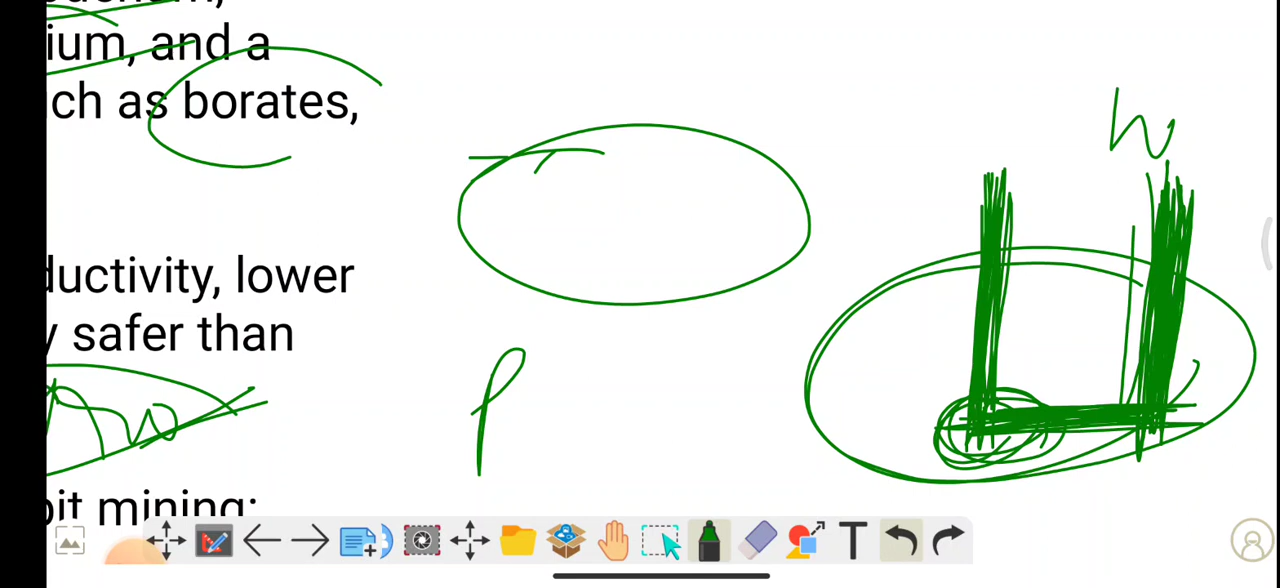 ium, and a
ch as borates,
ductivity, lower
y safer than
pit mining:
T